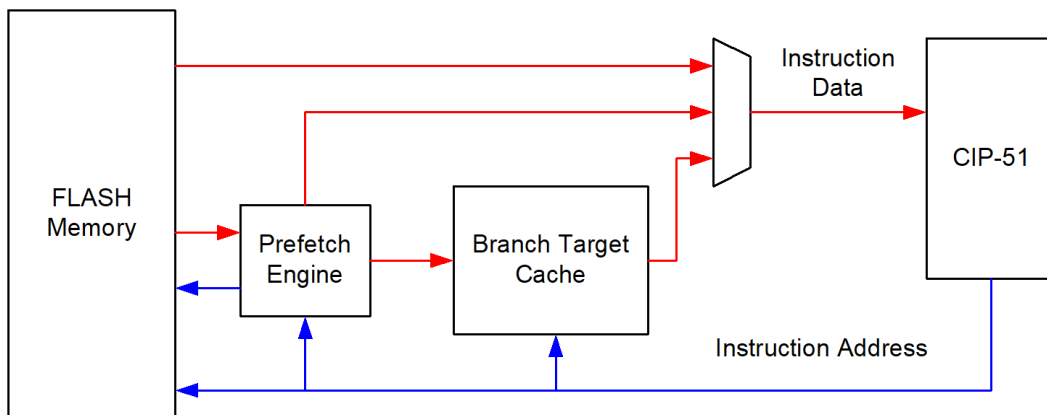 Instruction
Data
CIP-51
FLASH
Memory
Prefetch
Engine
Branch Target
Cache
Instruction Address